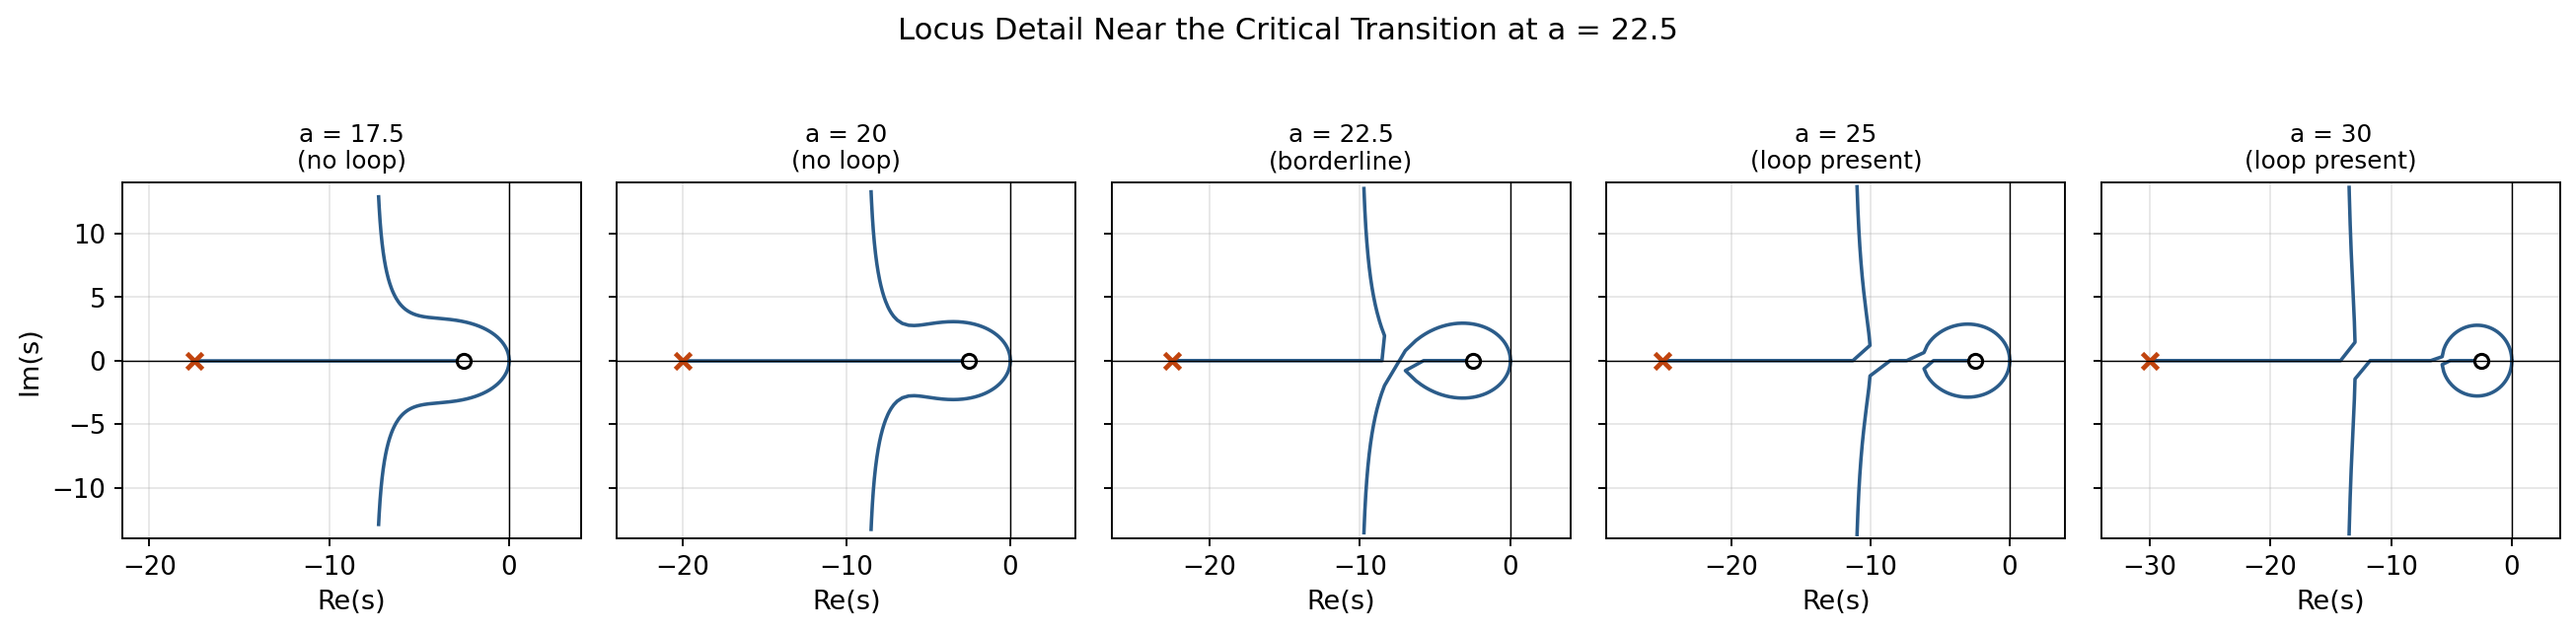 Locus Detail Near the Critical Transition at a = 22.5
a = 17.5
(no loop)
a = 20
(no loop)
a = 22.5
(borderline)
a = 25
(loop present)
a = 30
(loop present)
Im(s)
10
5
0
−5
−10
−20
−10
0
−20
−10
0
−20
−10
0
−20
−10
0
−30
−20
−10
0
Re(s)
Re(s)
Re(s)
Re(s)
Re(s)